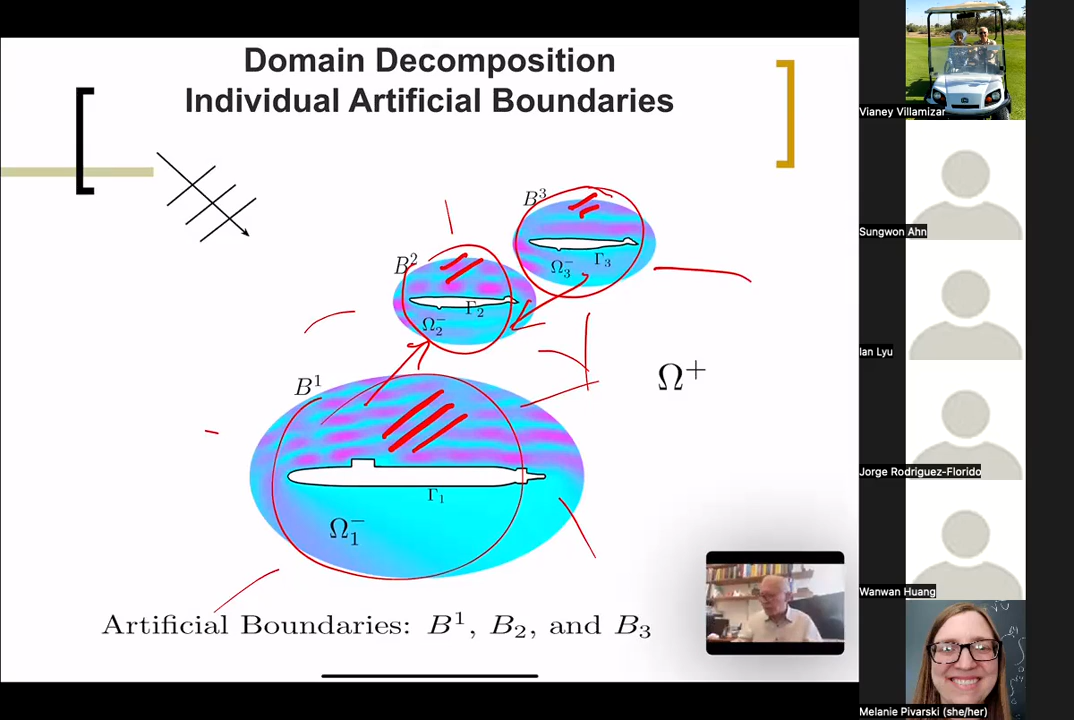 Domain Decomposition
Individual Artificial Boundaries
B³
Γ₃
Ω₃⁻
B²
Γ₂
Ω₂⁻
Ω⁺
B¹
Γ₁
Ω₁⁻
Artificial Boundaries: B¹, B₂, and B₃
Vianey Villamizar
Sungwon Ahn
Ian Lyu
Jorge Rodriguez-Florido
Wanwan Huang
Melanie Pivarski (she/her)